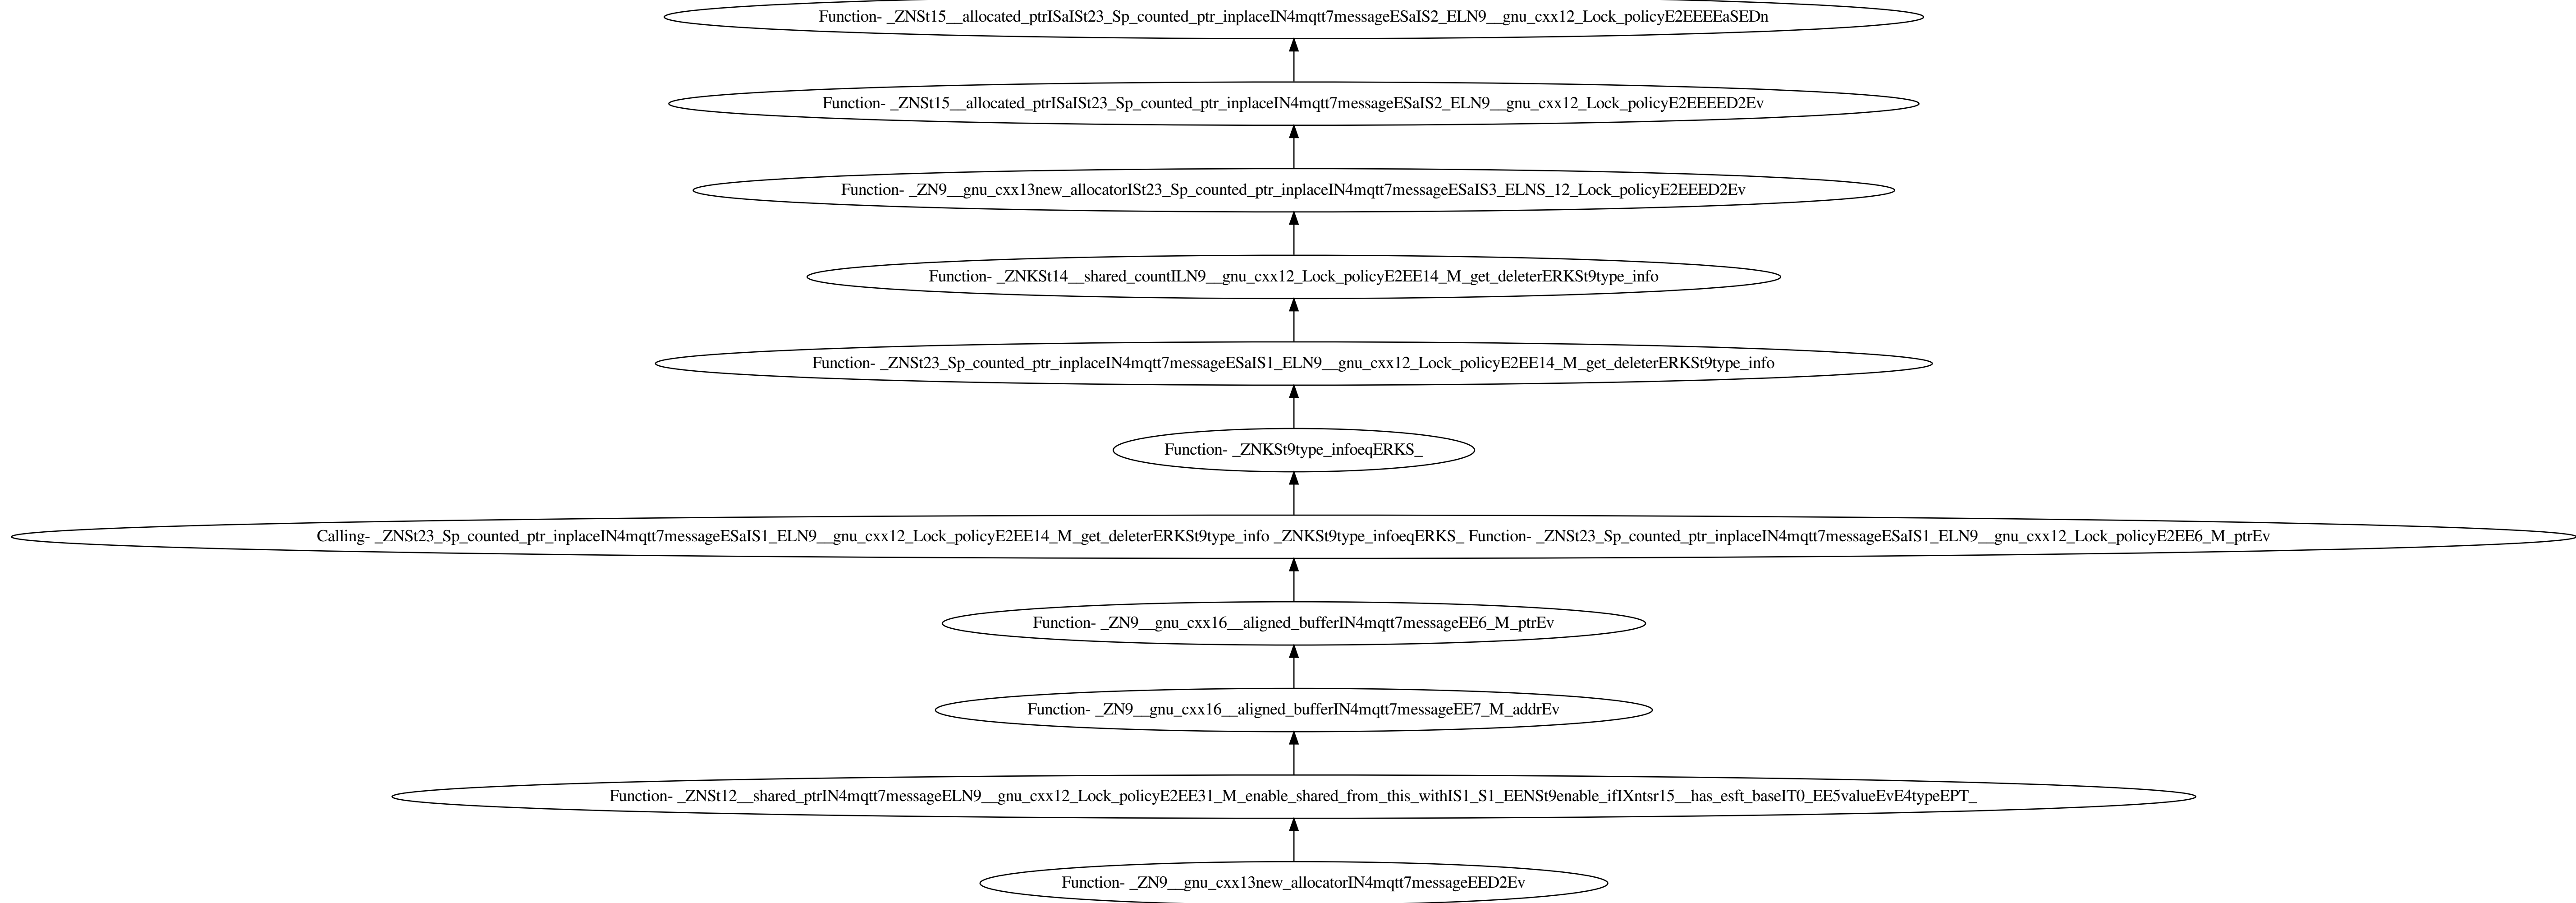 Function- _ZNSt15__allocated_ptrISaISt23_Sp_counted_ptr_inplaceIN4mqtt7messageESaIS2_ELN9__gnu_cxx12_Lock_policyE2EEEEaSEDn
Function- _ZNSt15__allocated_ptrISaISt23_Sp_counted_ptr_inplaceIN4mqtt7messageESaIS2_ELN9__gnu_cxx12_Lock_policyE2EEEED2Ev
Function- _ZN9__gnu_cxx13new_allocatorISt23_Sp_counted_ptr_inplaceIN4mqtt7messageESaIS3_ELNS_12_Lock_policyE2EEED2Ev
Function- _ZNKSt14__shared_countILN9__gnu_cxx12_Lock_policyE2EE14_M_get_deleterERKSt9type_info
Function- _ZNSt23_Sp_counted_ptr_inplaceIN4mqtt7messageESaIS1_ELN9__gnu_cxx12_Lock_policyE2EE14_M_get_deleterERKSt9type_info
Function- _ZNKSt9type_infoeqERKS_
Calling- _ZNSt23_Sp_counted_ptr_inplaceIN4mqtt7messageESaIS1_ELN9__gnu_cxx12_Lock_policyE2EE14_M_get_deleterERKSt9type_info _ZNKSt9type_infoeqERKS_ Function- _ZNSt23_Sp_counted_ptr_inplaceIN4mqtt7messageESaIS1_ELN9__gnu_cxx12_Lock_policyE2EE6_M_ptrEv
Function- _ZN9__gnu_cxx16__aligned_bufferIN4mqtt7messageEE6_M_ptrEv
Function- _ZN9__gnu_cxx16__aligned_bufferIN4mqtt7messageEE7_M_addrEv
Function- _ZNSt12__shared_ptrIN4mqtt7messageELN9__gnu_cxx12_Lock_policyE2EE31_M_enable_shared_from_this_withIS1_S1_EENSt9enable_ifIXntsr15__has_esft_baseIT0_EE5valueEvE4typeEPT_
Function- _ZN9__gnu_cxx13new_allocatorIN4mqtt7messageEED2Ev